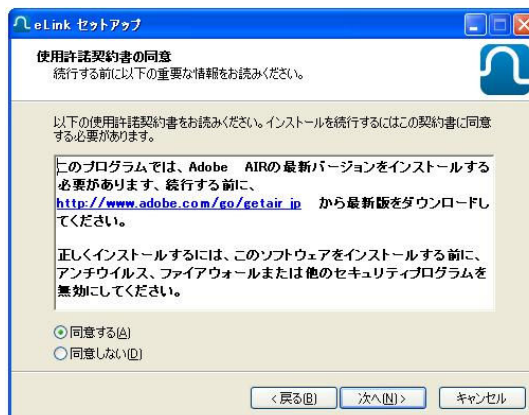 eLink セットアップ
使用許諾契約書の同意
続行する前に以下の重要な情報をお読みください。
以下の使用許諾契約書をお読みください。インストールを続行するにはこの契約書に同意
する必要があります。
このプログラムでは、Adobe AIRの最新バージョンをインストールする
必要があります、続行する前に、
http://www.adobe.com/go/getair_jp から最新版をダウンロードし
てください。
正しくインストールするには、このソフトウェアをインストールする前に、
アンチウイルス、ファイアウォールまたは他のセキュリティプログラムを
無効にしてください。
同意する(A)
同意しない(D)
< 戻る(B)
次へ(N) >
キャンセル